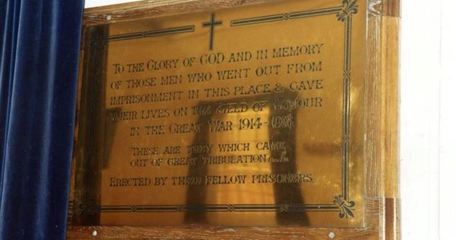 TO THE GLORY OF GOD AND IN MEMORY
OF THOSE MEN WHO WENT OUT FROM
IMPRISONMENT IN THIS PLACE & GAVE
THEIR LIVES ON THE FIELD OF HONOUR
IN THE GREAT WAR 1914-1918.
THESE ARE THEY WHICH CAME
OUT OF GREAT TRIBULATION
ERECTED BY THEIR FELLOW PRISONERS.